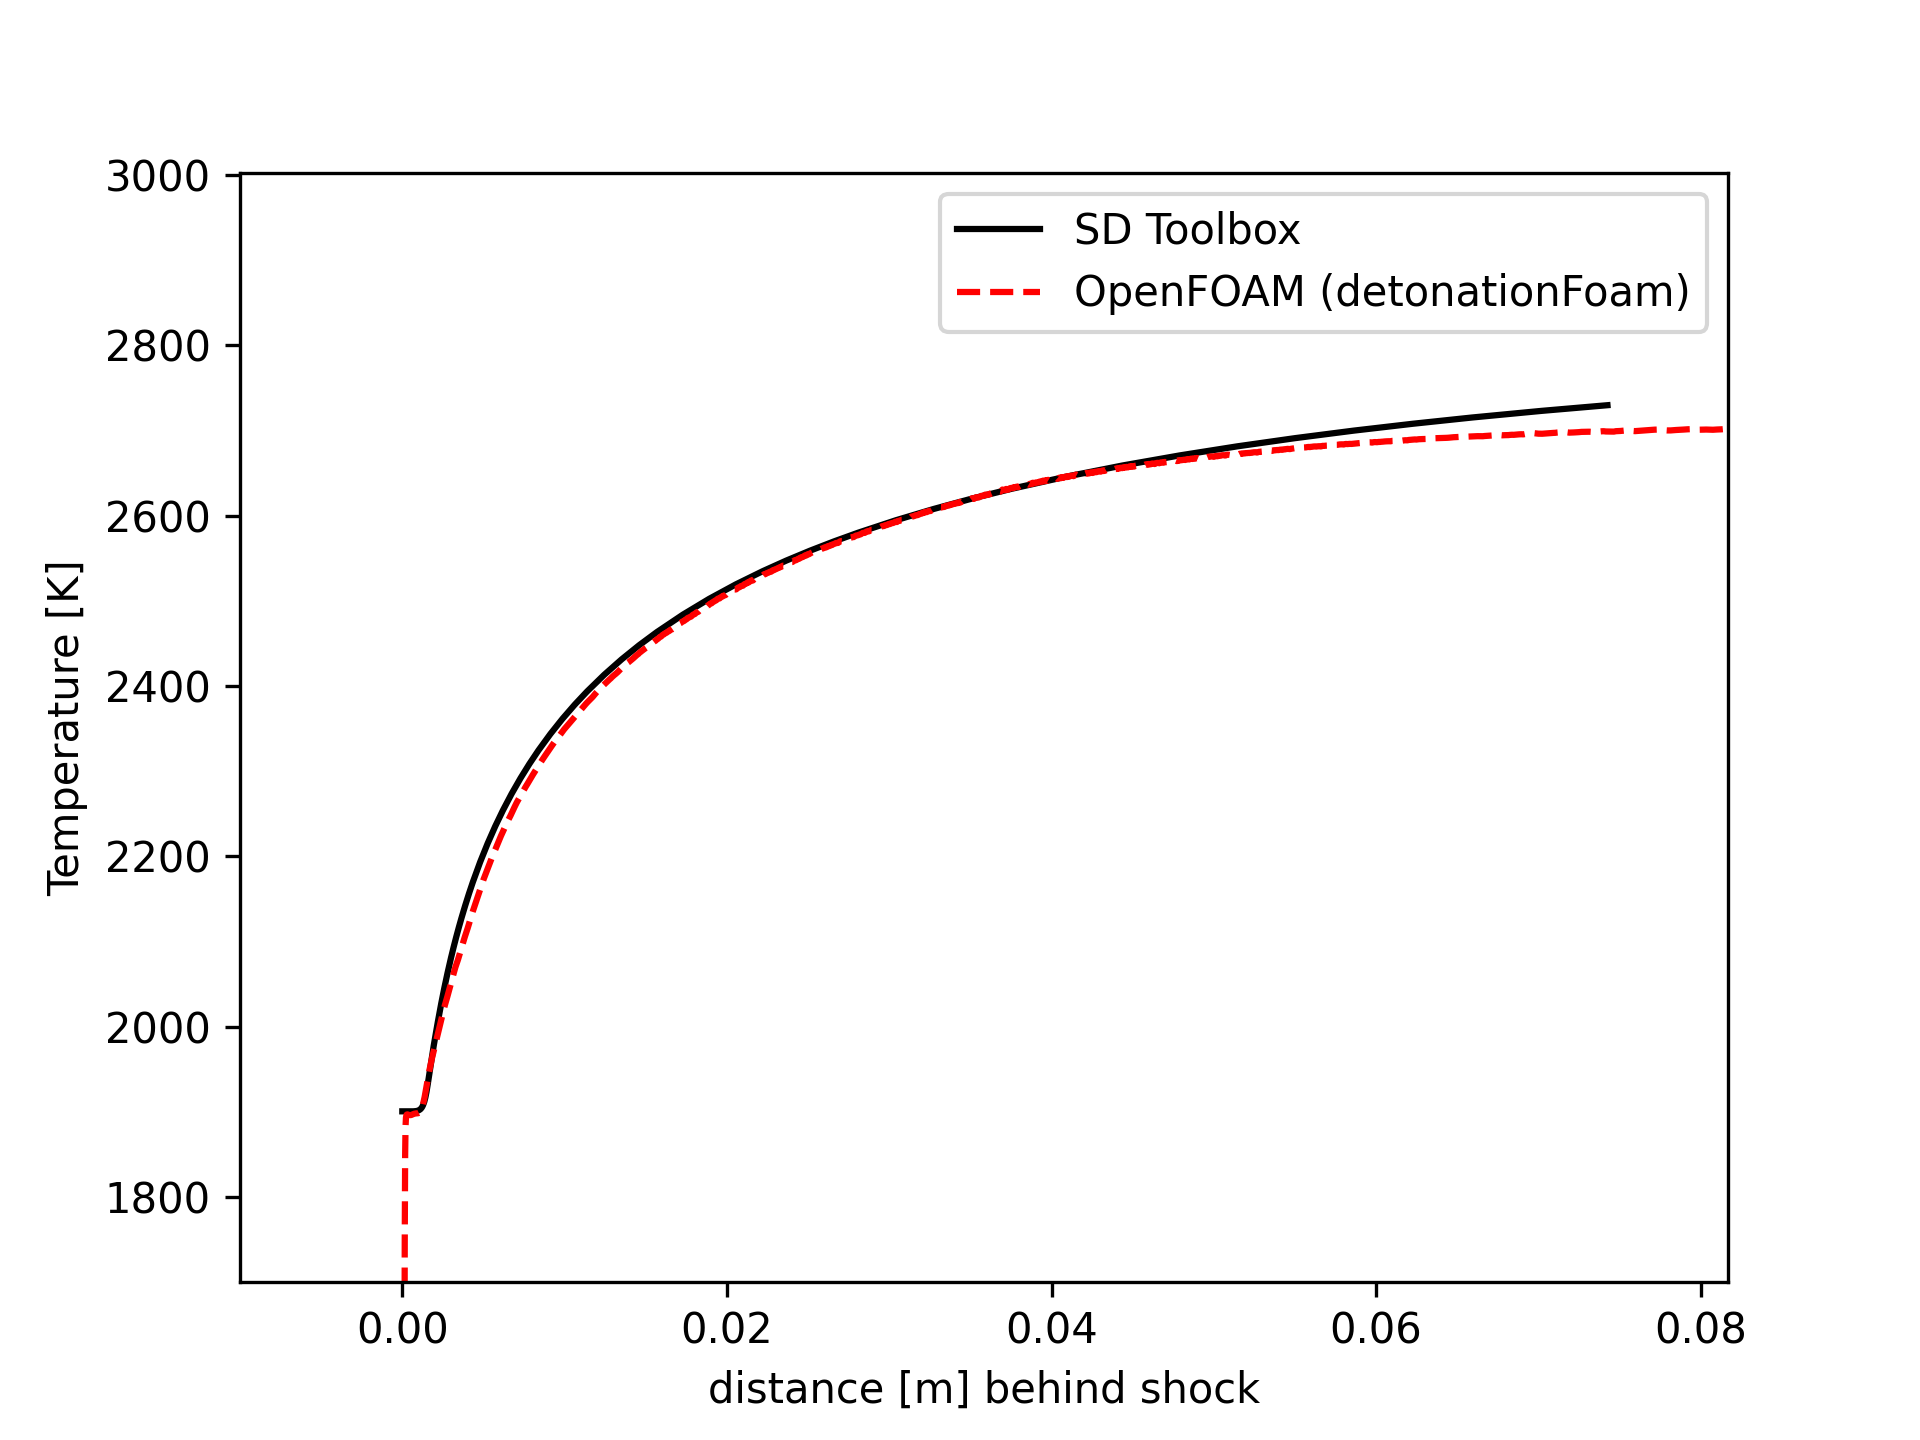 3000
2800
2600
2400
2200
2000
1800
Temperature [K]
SD Toolbox
OpenFOAM (detonationFoam)
0.00 0.02 0.04 0.06 0.08
distance [m] behind shock